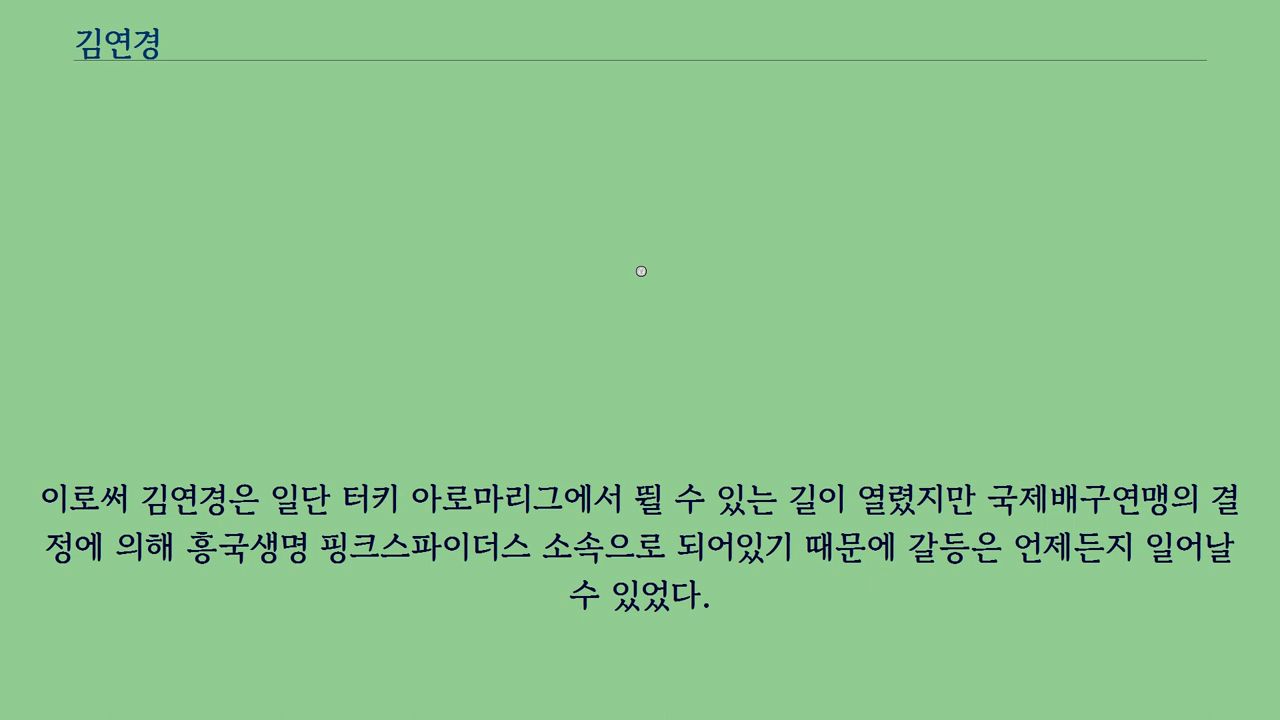 김연경
이로써 김연경은 일단 터키 아로마리그에서 뛸 수 있는 길이 열렸지만 국제배구연맹의 결
정에 의해 흥국생명 핑크스파이더스 소속으로 되어있기 때문에 갈등은 언제든지 일어날
수 있었다.